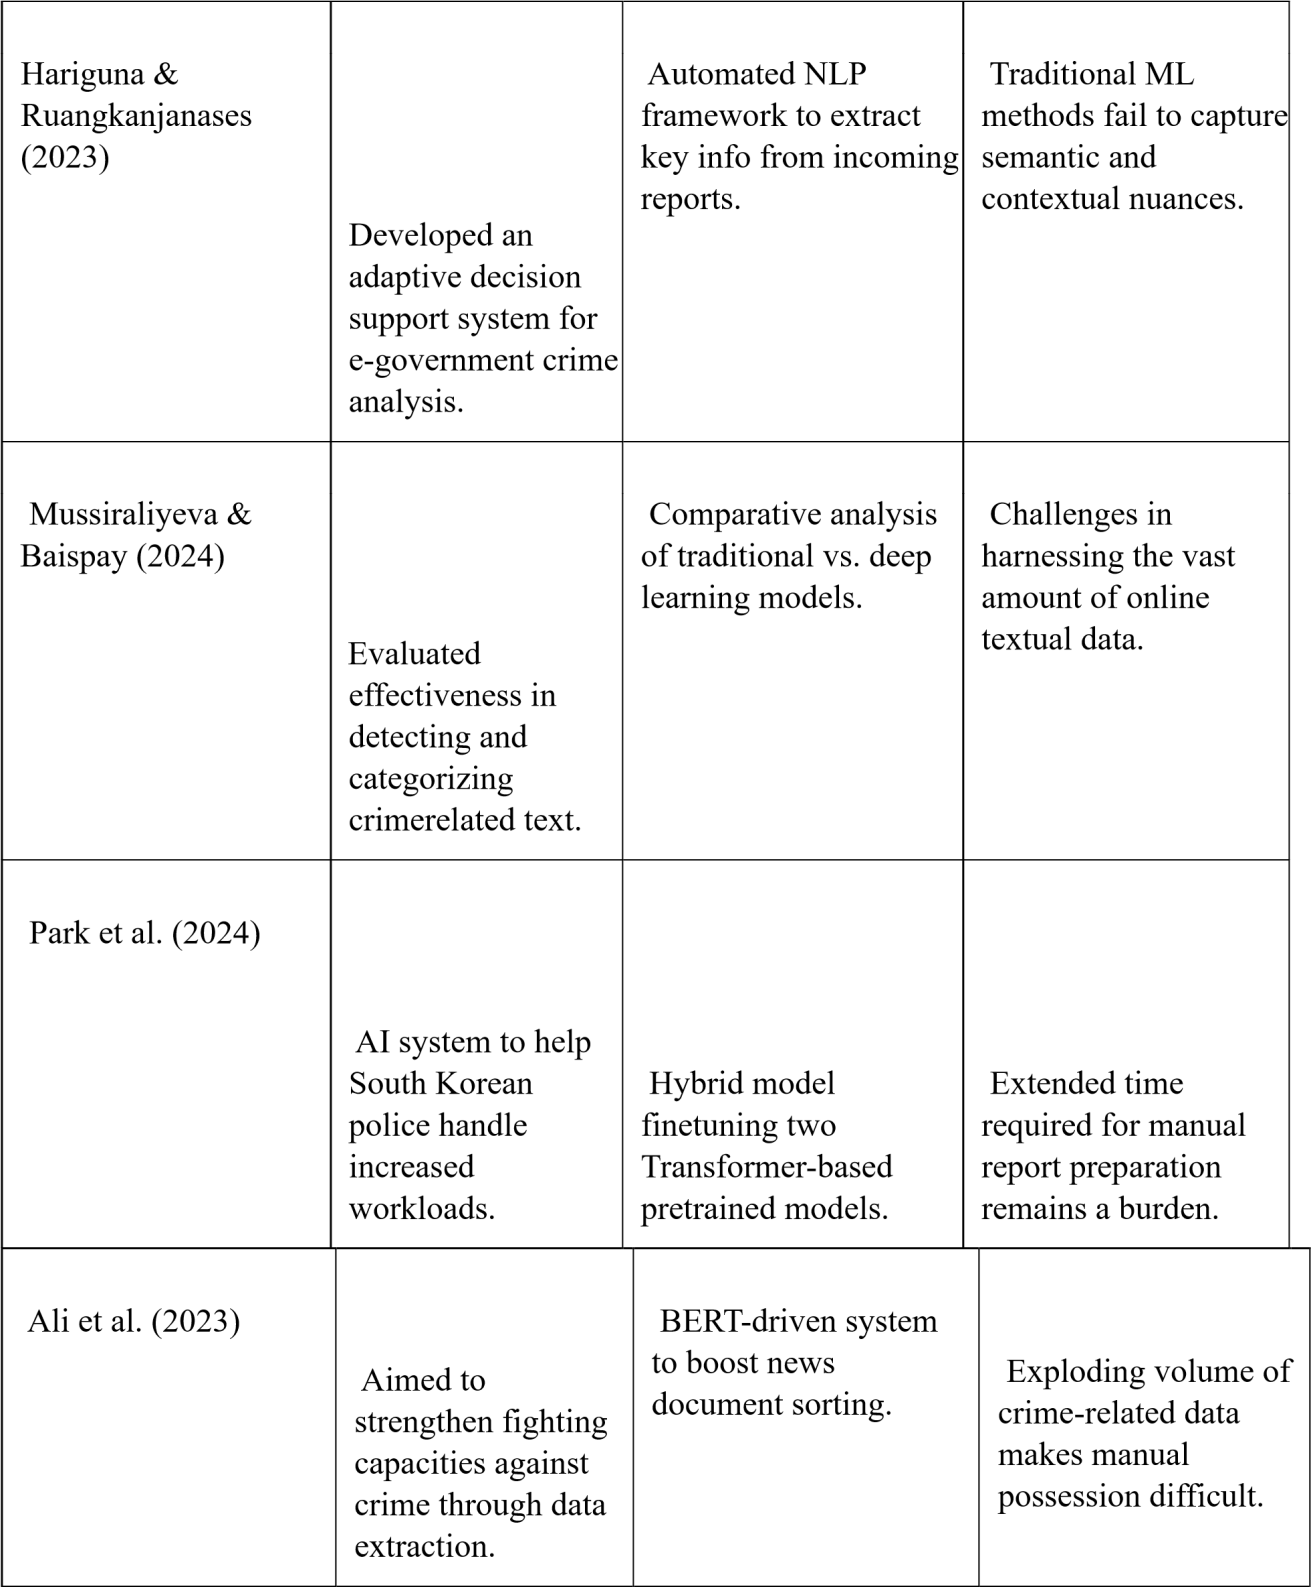 Hariguna &
Ruangkanjanases
(2023)
Developed an
adaptive decision
support system for
e-government crime
analysis.
Automated NLP
framework to extract
key info from incoming
reports.
Traditional ML
methods fail to capture
semantic and
contextual nuances.
Mussiraliyeva &
Baispay (2024)
Evaluated
effectiveness in
detecting and
categorizing
crimerelated text.
Comparative analysis
of traditional vs. deep
learning models.
Challenges in
harnessing the vast
amount of online
textual data.
Park et al. (2024)
AI system to help
South Korean
police handle
increased
workloads.
Hybrid model
finetuning two
Transformer-based
pretrained models.
Extended time
required for manual
report preparation
remains a burden.
Ali et al. (2023)
Aimed to
strengthen fighting
capacities against
crime through data
extraction.
BERT-driven system
to boost news
document sorting.
Exploding volume of
crime-related data
makes manual
possession difficult.